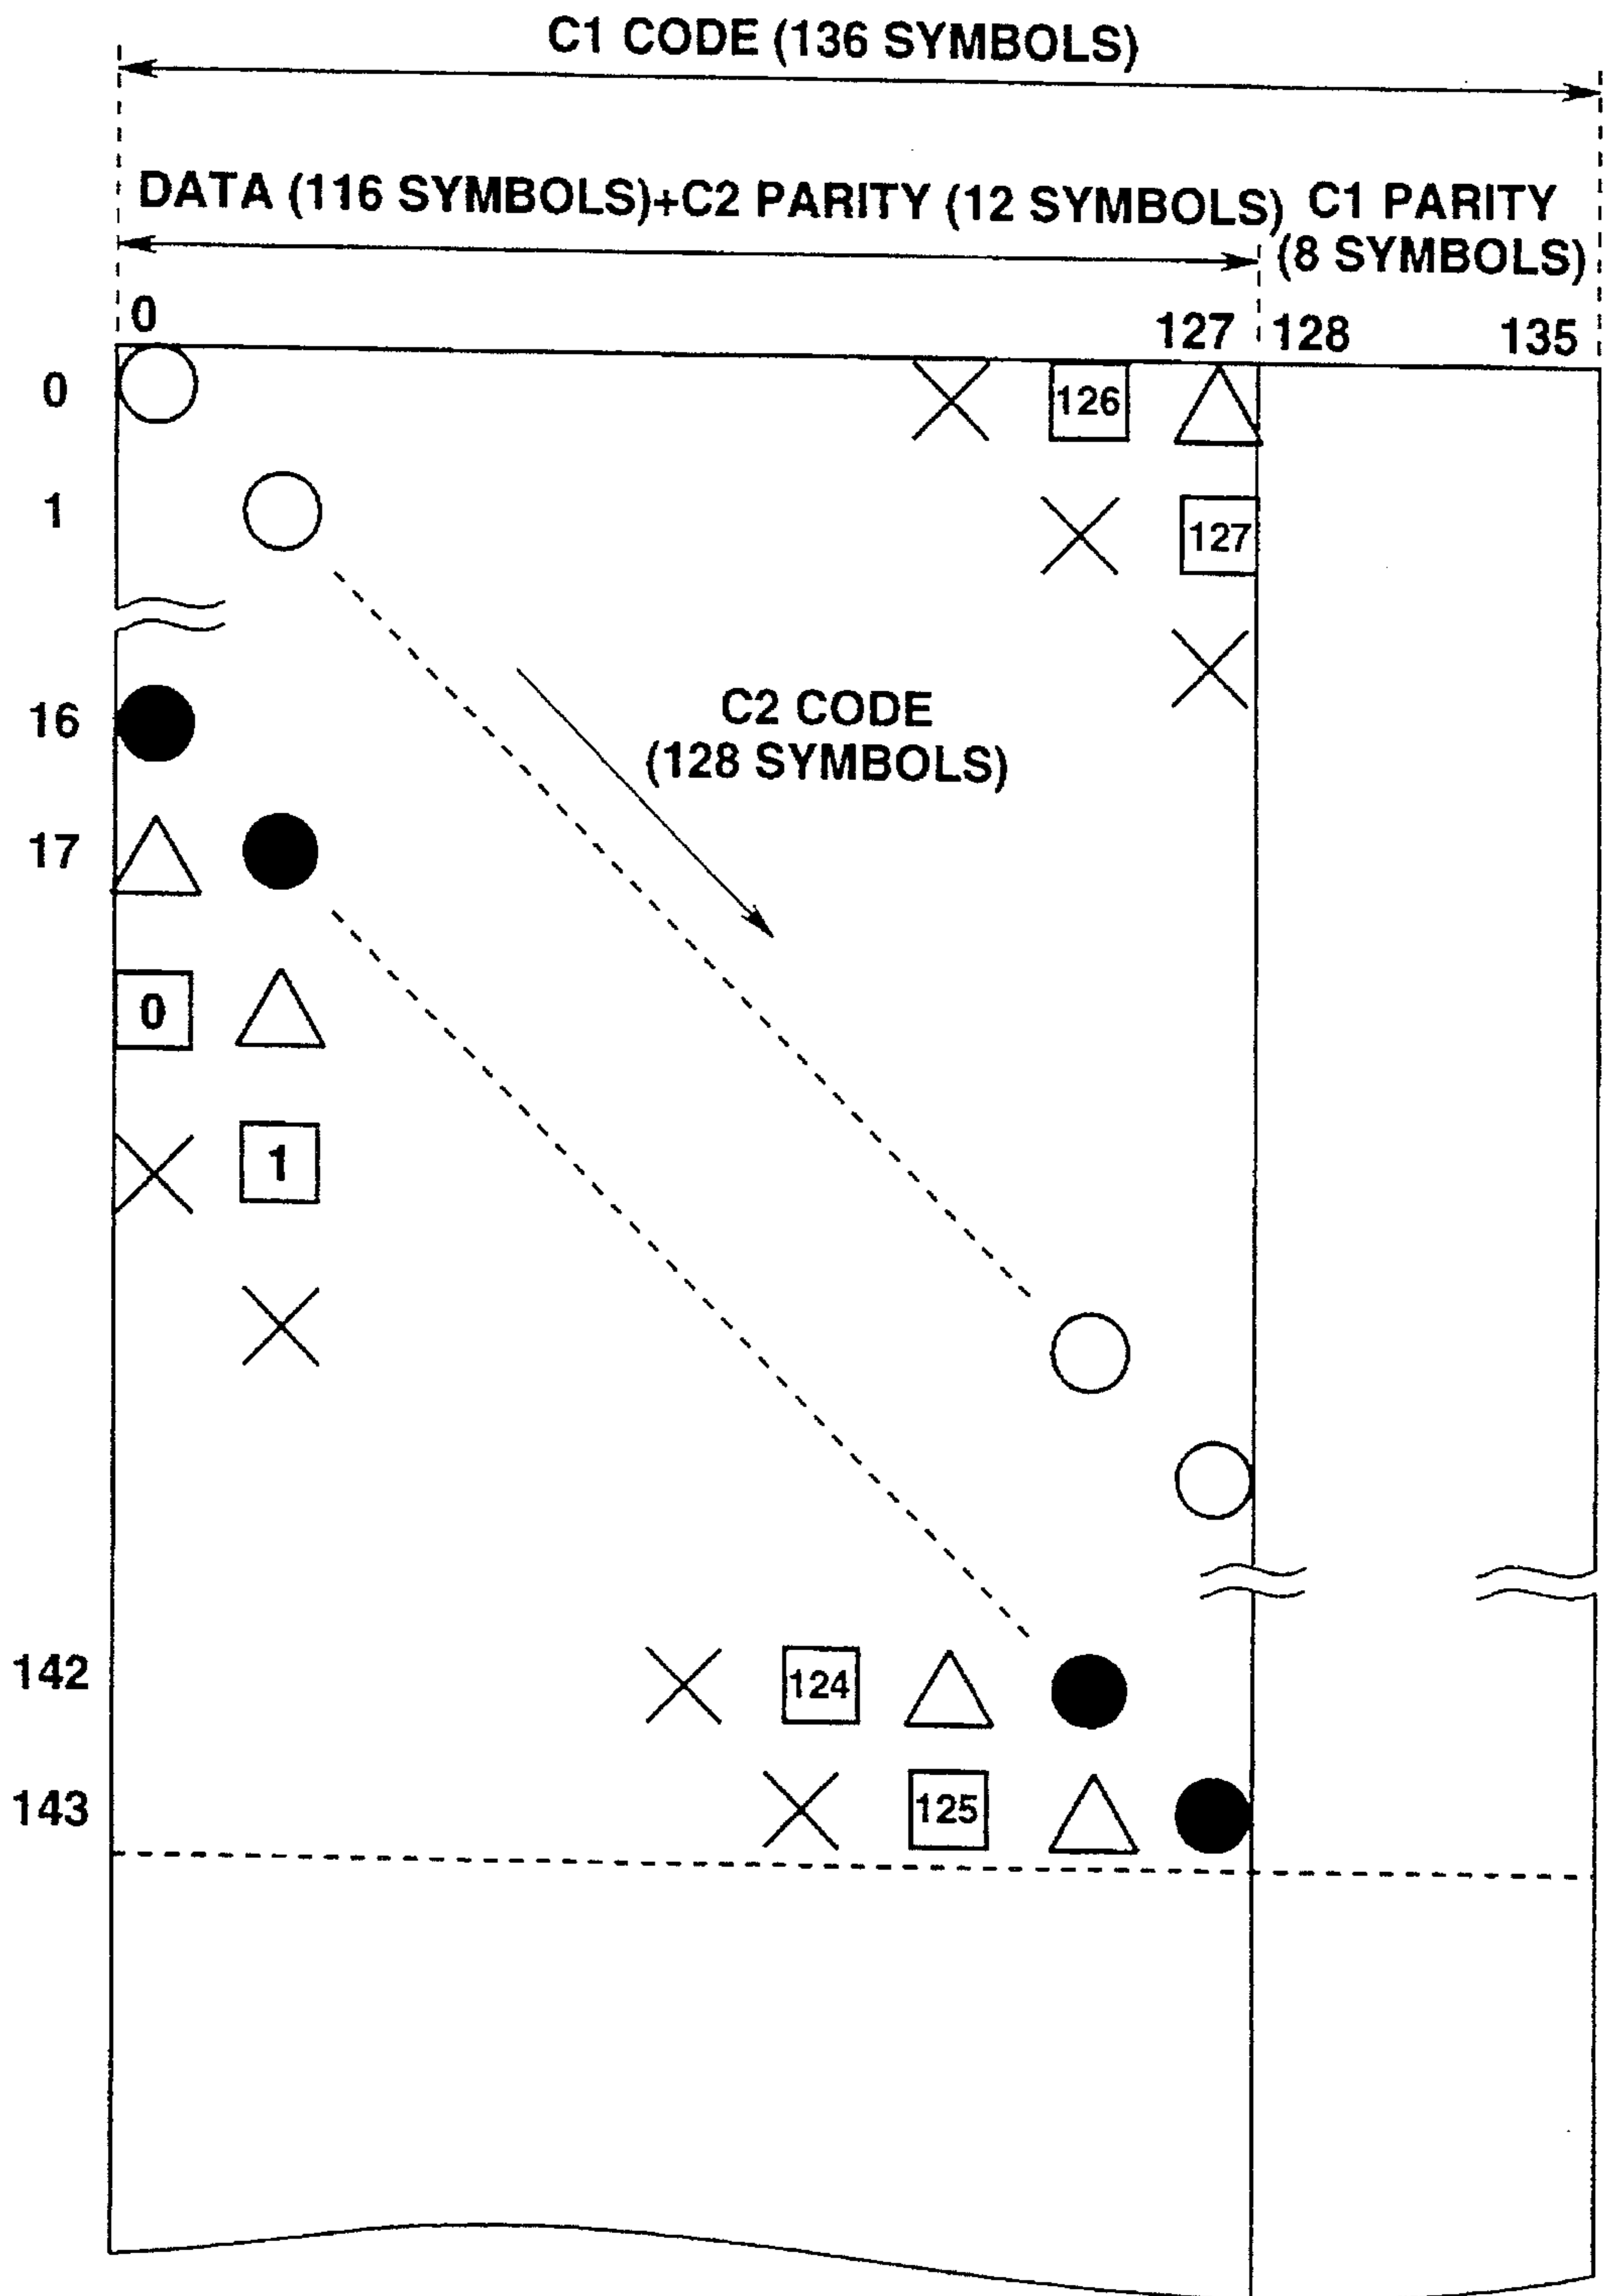 C1 CODE (136 SYMBOLS)
DATA (116 SYMBOLS)+C2 PARITY (12 SYMBOLS) C1 PARITY
(8 SYMBOLS)
0 127 128 135
0 126
1 127
C2 CODE
(128 SYMBOLS)
16
17
0
1
142 124
143 125